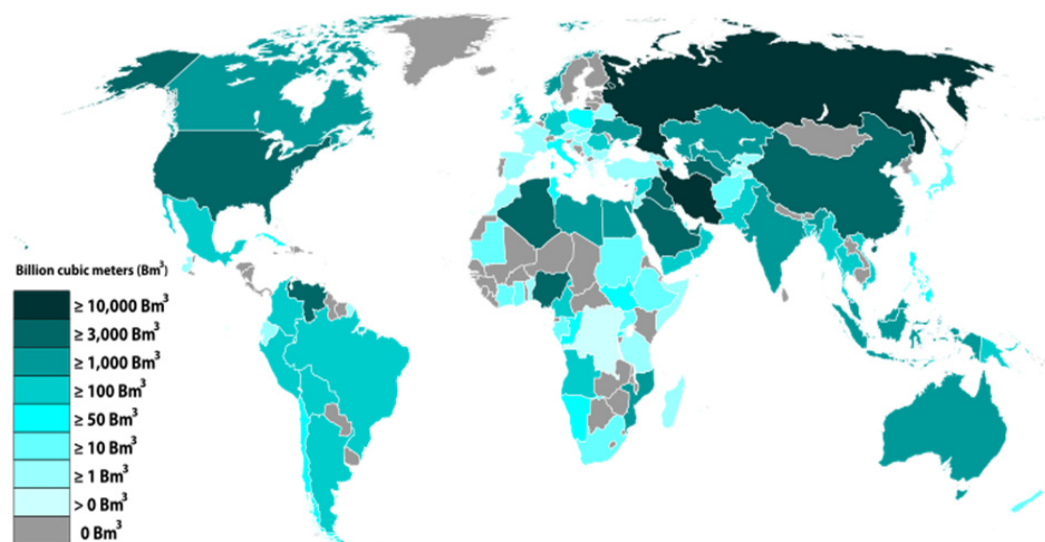 Billion cubic meters (Bm³)
≥ 10,000 Bm³
≥ 3,000 Bm³
≥ 1,000 Bm³
≥ 100 Bm³
≥ 50 Bm³
≥ 10 Bm³
≥ 1 Bm³
> 0 Bm³
0 Bm³